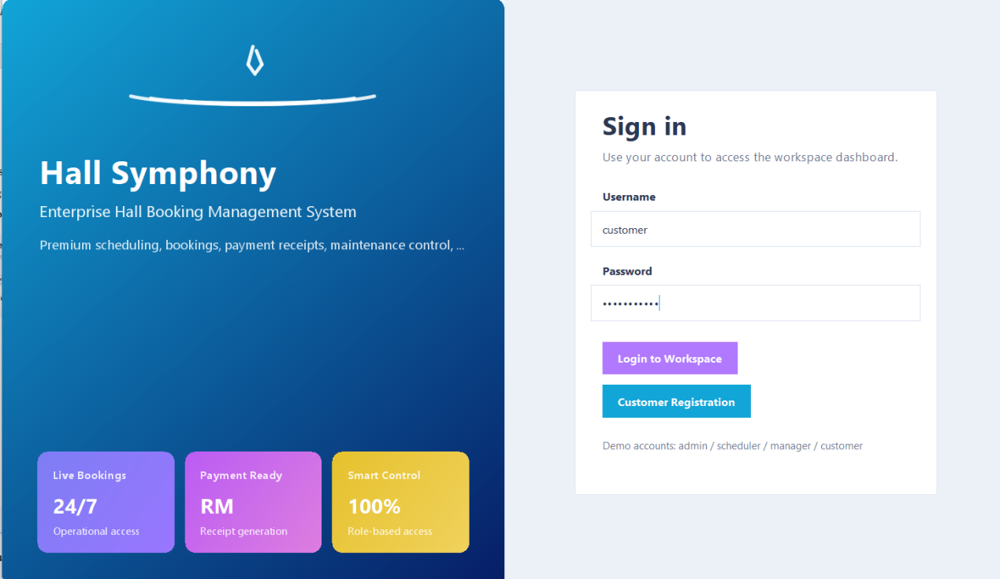 Hall Symphony
Enterprise Hall Booking Management System
Premium scheduling, bookings, payment receipts, maintenance control, ...
Live Bookings
24/7
Operational access
Payment Ready
RM
Receipt generation
Smart Control
100%
Role-based access
Sign in
Use your account to access the workspace dashboard.
Username
customer
Password
•••••••••••
Login to Workspace
Customer Registration
Demo accounts: admin / scheduler / manager / customer